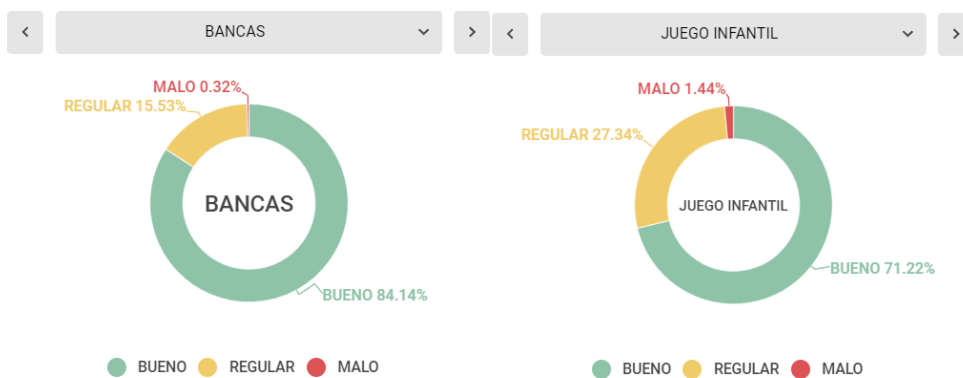 BANCAS
MALO 0.32%
REGULAR 15.53%
BANCAS
BUENO 84.14%
BUENO REGULAR MALO
JUEGO INFANTIL
MALO 1.44%
REGULAR 27.34%
JUEGO INFANTIL
BUENO 71.22%
BUENO REGULAR MALO